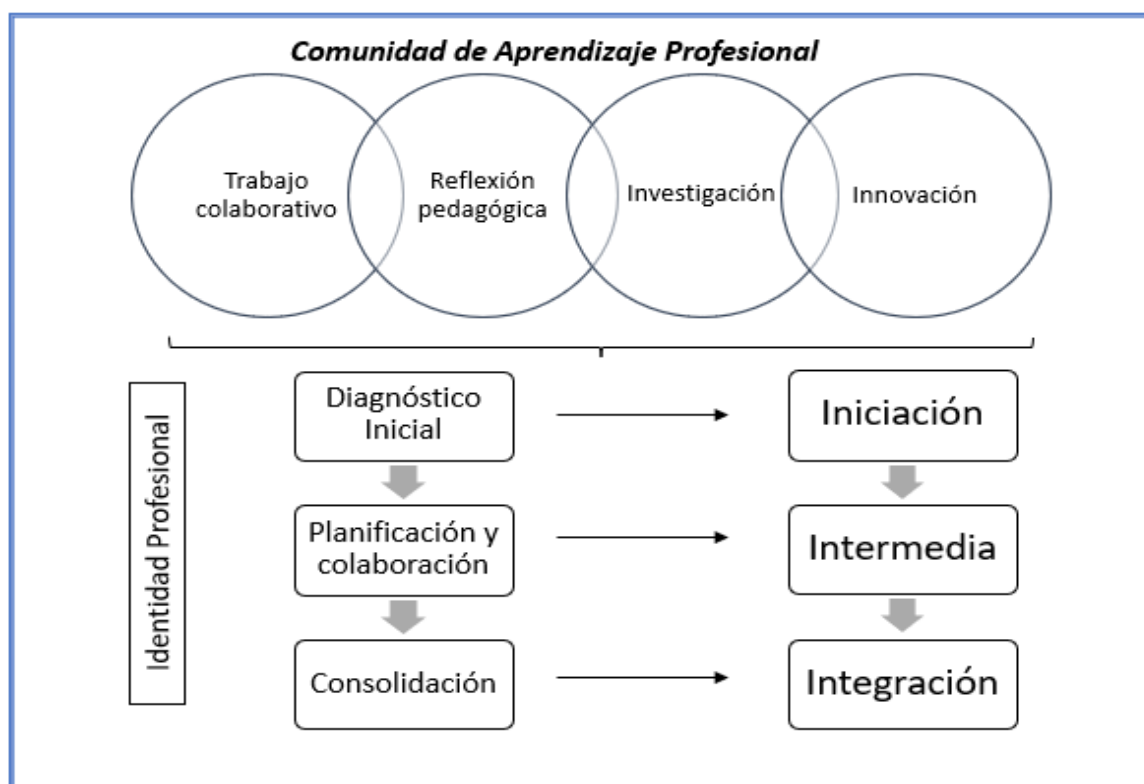 Comunidad de Aprendizaje Profesional
Trabajo
colaborativo
Reflexión
pedagógica
Investigación
Innovación
Identidad Profesional
Diagnóstico
Inicial
Iniciación
Planificación y
colaboración
Intermedia
Consolidación
Integración